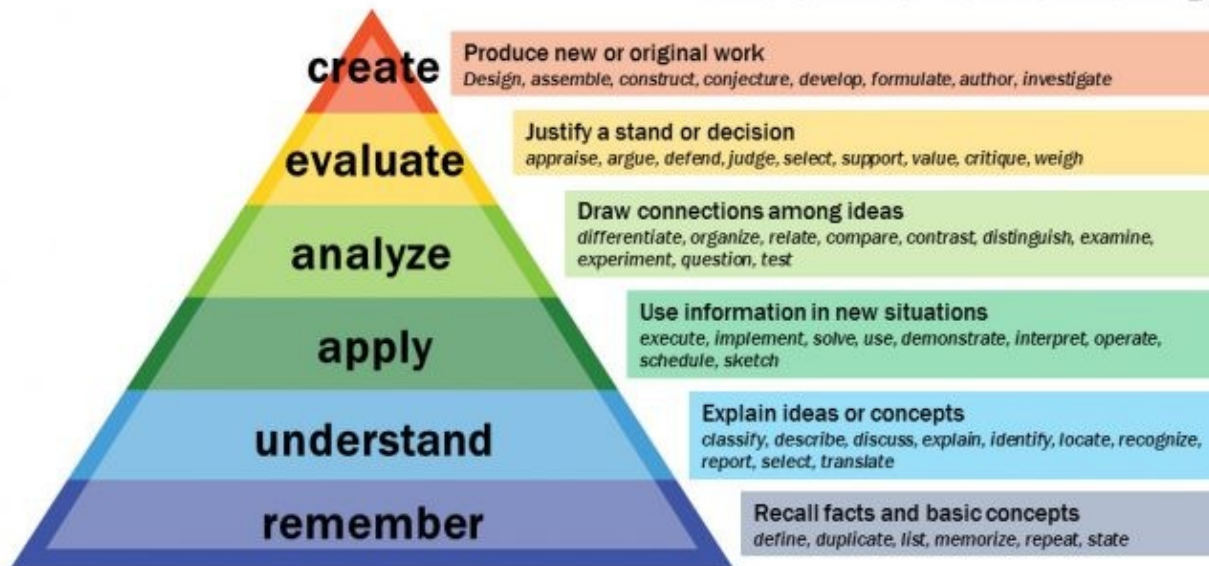 create
Produce new or original work
Design, assemble, construct, conjecture, develop, formulate, author, investigate
evaluate
Justify a stand or decision
appraise, argue, defend, judge, select, support, value, critique, weigh
analyze
Draw connections among ideas
differentiate, organize, relate, compare, contrast, distinguish, examine,
experiment, question, test
apply
Use information in new situations
execute, implement, solve, use, demonstrate, interpret, operate,
schedule, sketch
understand
Explain ideas or concepts
classify, describe, discuss, explain, identify, locate, recognize,
report, select, translate
remember
Recall facts and basic concepts
define, duplicate, list, memorize, repeat, state